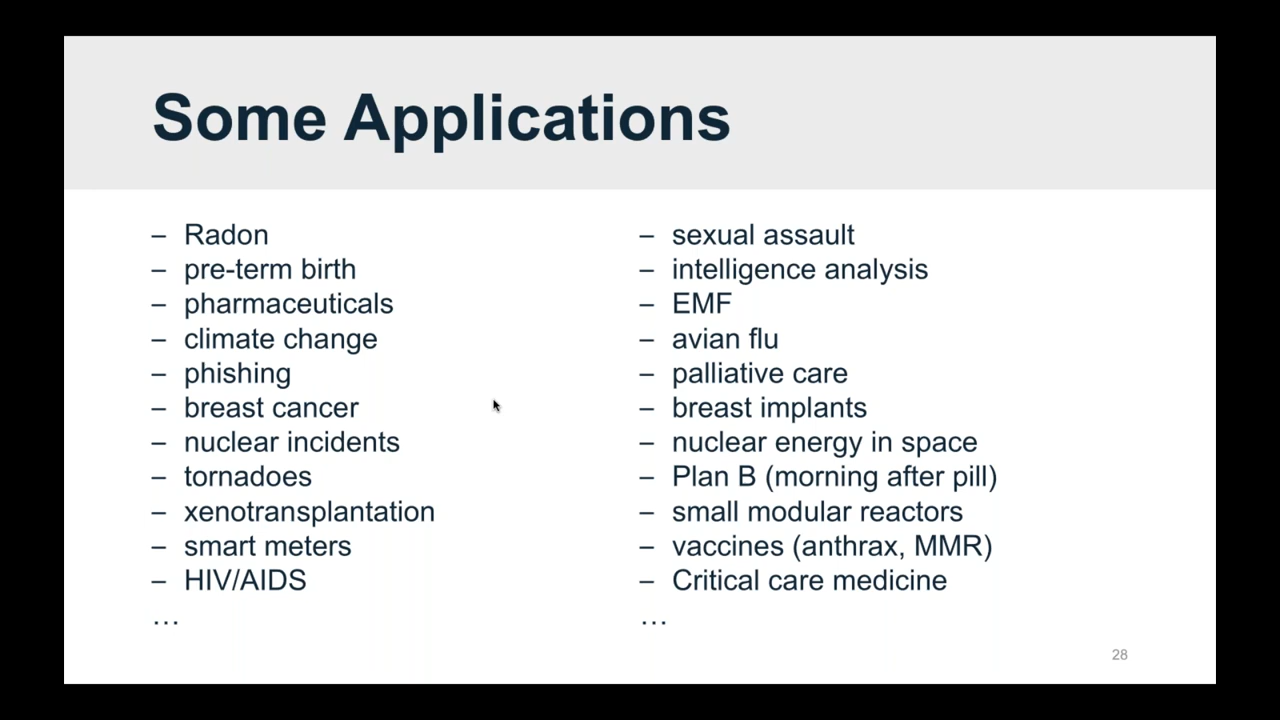 Some Applications
– Radon
– pre-term birth
– pharmaceuticals
– climate change
– phishing
– breast cancer
– nuclear incidents
– tornadoes
– xenotransplantation
– smart meters
– HIV/AIDS
…
– sexual assault
– intelligence analysis
– EMF
– avian flu
– palliative care
– breast implants
– nuclear energy in space
– Plan B (morning after pill)
– small modular reactors
– vaccines (anthrax, MMR)
– Critical care medicine
…
28